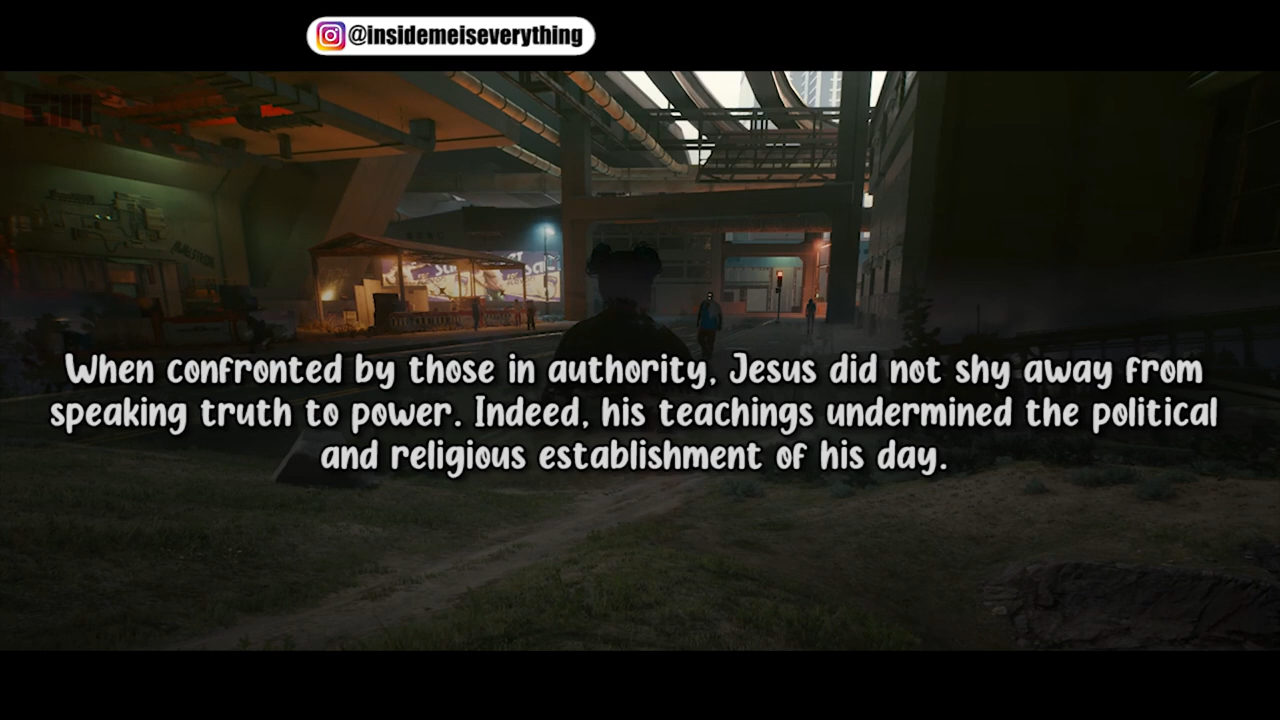 @insidemeiseverything
When confronted by those in authority, Jesus did not shy away from
speaking truth to power. Indeed, his teachings undermined the political
and religious establishment of his day.